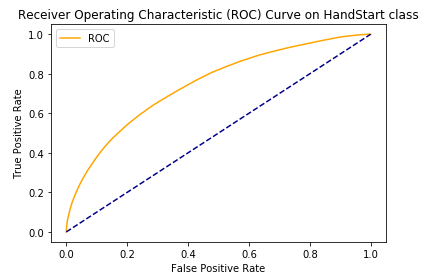 Receiver Operating Characteristic (ROC) Curve on HandStart class
ROC
True Positive Rate
1.0
0.8
0.6
0.4
0.2
0.0
0.0 0.2 0.4 0.6 0.8 1.0
False Positive Rate